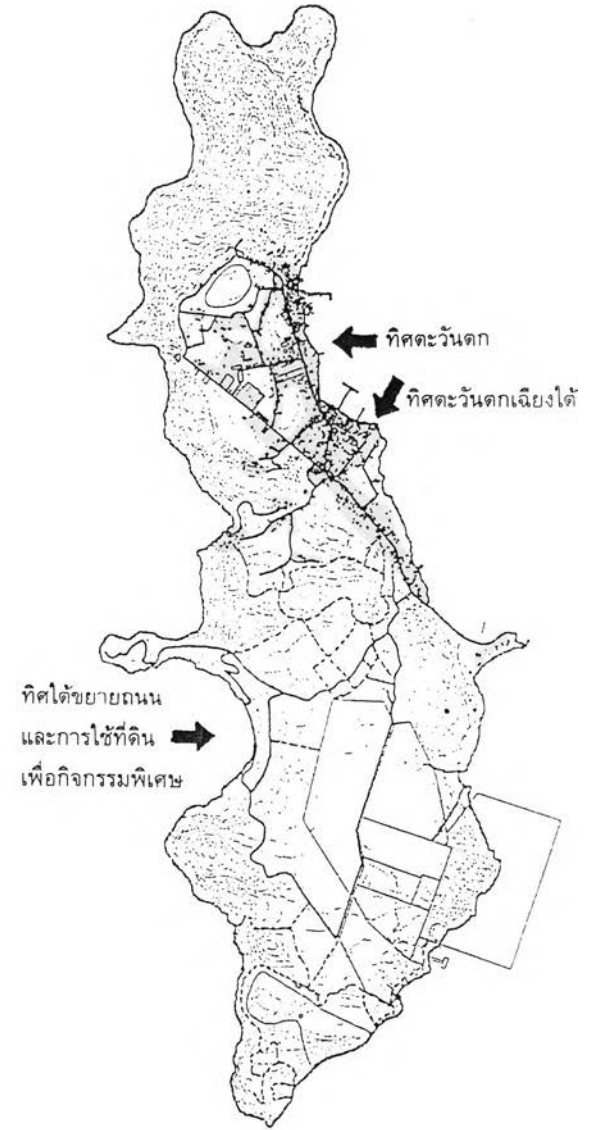 ทิศตะวันตก
ทิศตะวันตกเฉียงใต้
ทิศใต้ขยายถนน
และการใช้ที่ดิน
เพื่อกิจกรรมพิเศษ